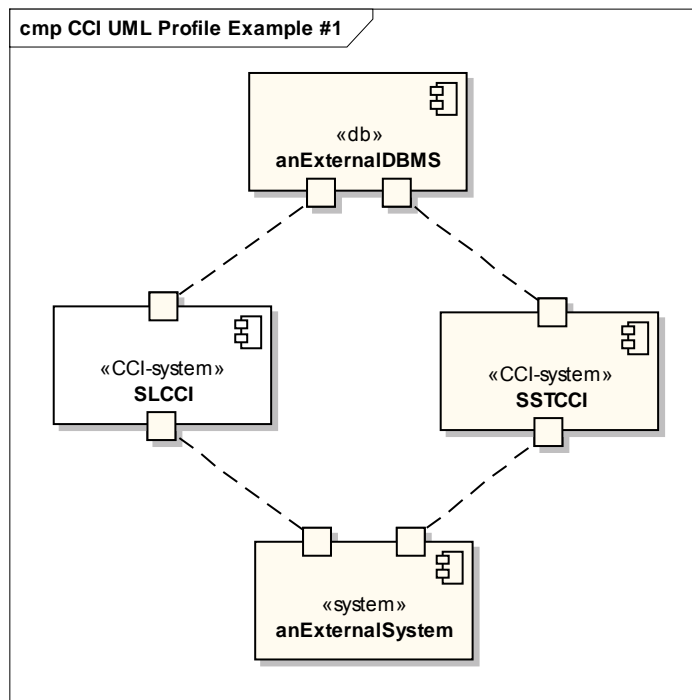 cmp CCI UML Profile Example #1
«db»
anExternalDBMS
«CCI-system»
SLCCI
«CCI-system»
SSTCCI
«system»
anExternalSystem